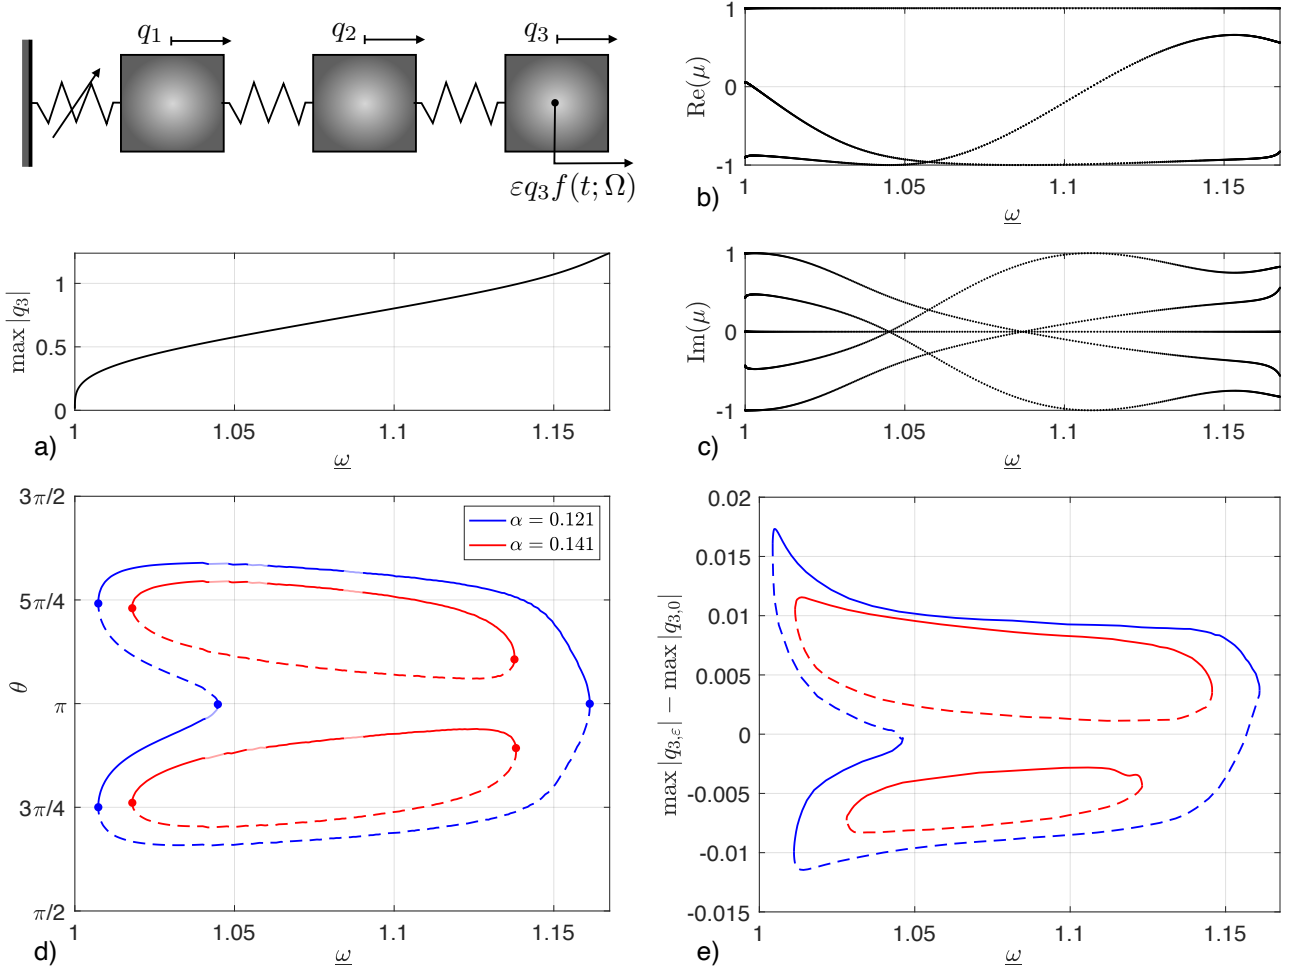 q₁ q₂ q₃
εq₃f(t; Ω)
1
0
-1
Re(μ)
1 1.05 1.1 1.15
ω
b)
1
0.5
0
max |q₃|
1 1.05 1.1 1.15
ω
a)
1
0
-1
Im(μ)
1 1.05 1.1 1.15
ω
c)
3π/2
5π/4
π
3π/4
π/2
θ
α = 0.121
α = 0.141
1 1.05 1.1 1.15
ω
d)
0.02
0.015
0.01
0.005
0
-0.005
-0.01
-0.015
max |q₃,ε| − max |q₃,₀|
1 1.05 1.1 1.15
ω
e)